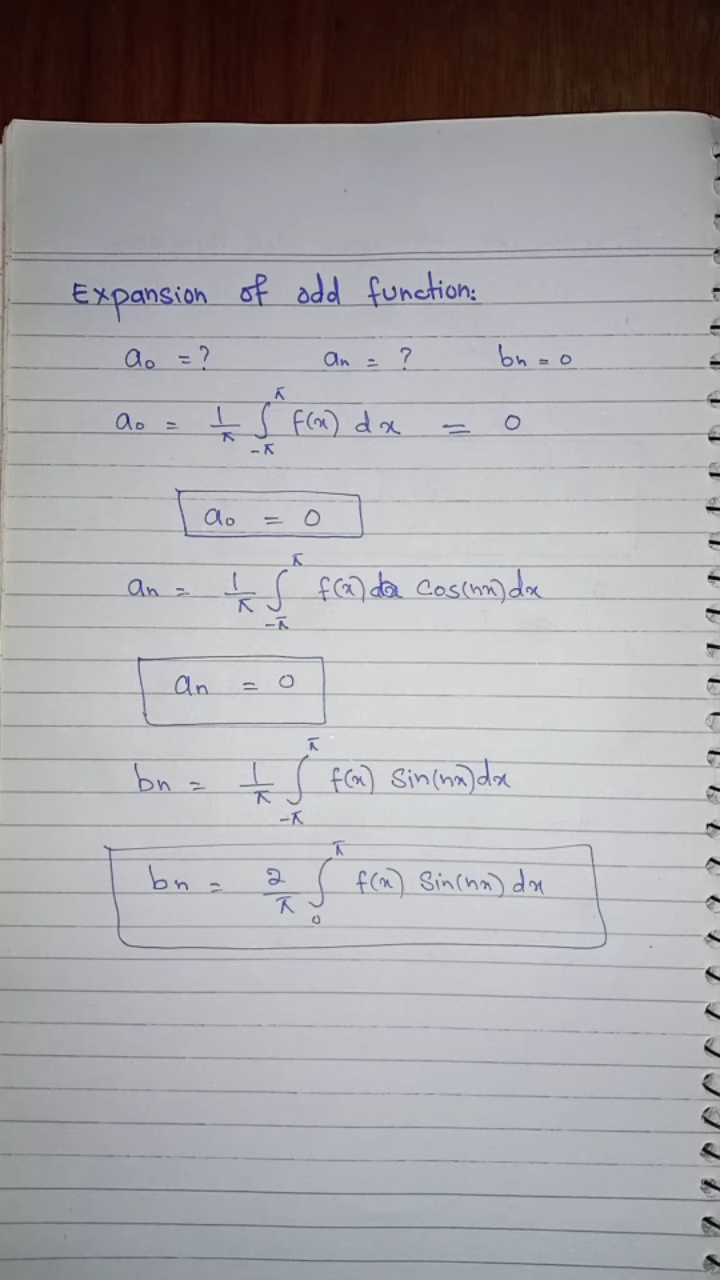 Expansion of odd function:
a₀ = ? aₙ = ? bₙ = 0
a₀ = 1/π ∫_{-π}^{π} f(x) dx = 0
a₀ = 0
aₙ = 1/π ∫_{-π}^{π} f(x) dx cos(nx) dx
aₙ = 0
bₙ = 1/π ∫_{-π}^{π} f(x) Sin(nx) dx
bₙ = 2/π ∫_{0}^{π} f(x) Sin(nx) dx